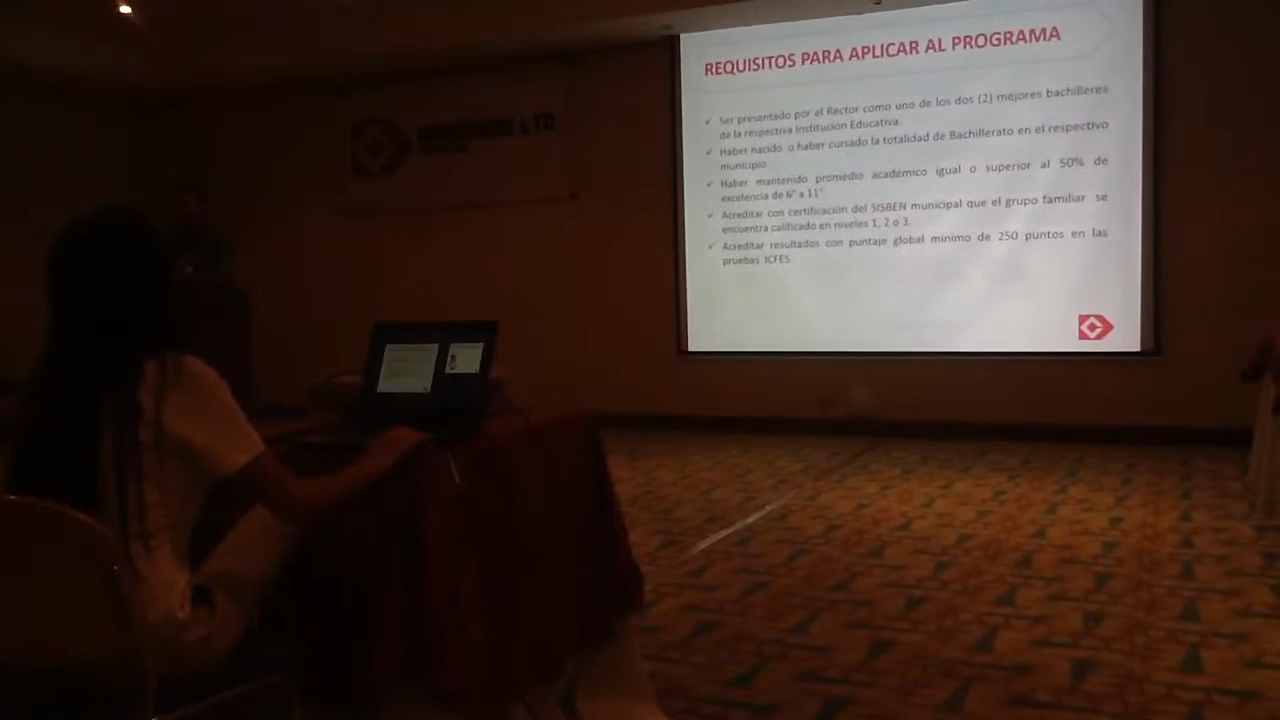 REQUISITOS PARA APLICAR AL PROGRAMA
✓ Ser presentado por el Rector como uno de los dos (2) mejores bachilleres
de la respectiva Institución Educativa.
✓ Haber nacido o haber cursado la totalidad de Bachillerato en el respectivo
municipio
✓ Haber mantenido promedio académico igual o superior al 50% de
excelencia de 6° a 11°
✓ Acreditar con certificación del SISBEN municipal que el grupo familiar se
encuentra calificado en niveles 1, 2 o 3.
✓ Acreditar resultados con puntaje global mínimo de 250 puntos en las
pruebas ICFES.
LTD